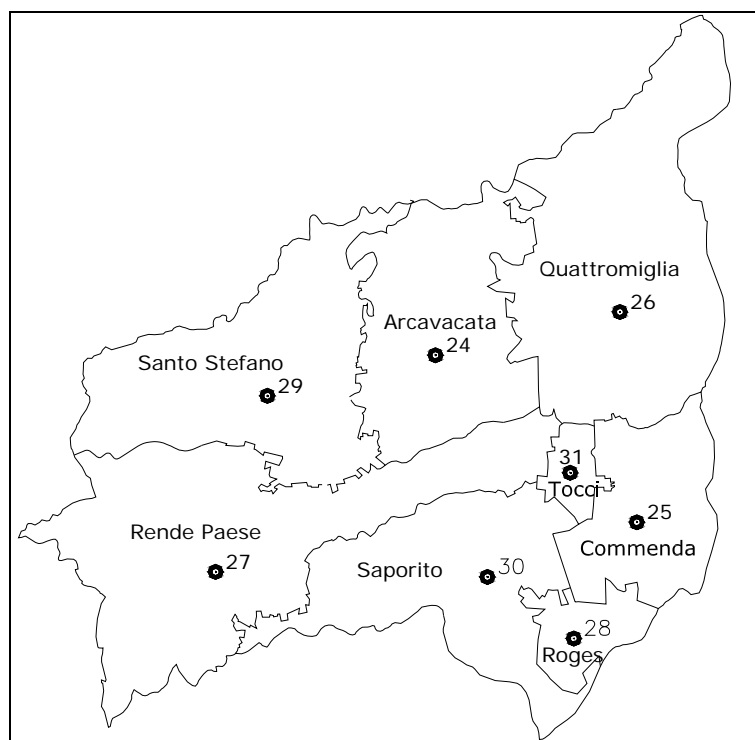 Quattromiglia
26
Arcavacata
24
Santo Stefano
29
31
Tocci
25
Commenda
Rende Paese
27
Saporito
30
28
Roges